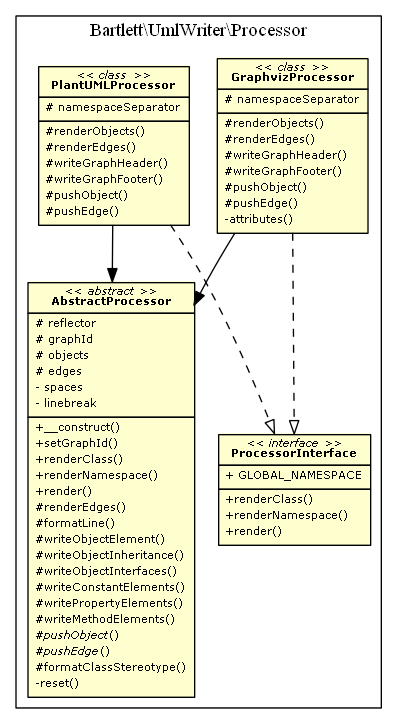 Bartlett\UmlWriter\Processor
<< class >>
PlantUMLProcessor
# namespaceSeparator
#renderObjects()
#renderEdges()
#writeGraphHeader()
#writeGraphFooter()
#pushObject()
#pushEdge()
<< class >>
GraphvizProcessor
# namespaceSeparator
#renderObjects()
#renderEdges()
#writeGraphHeader()
#writeGraphFooter()
#pushObject()
#pushEdge()
-attributes()
<< abstract >>
AbstractProcessor
# reflector
# graphId
# objects
# edges
- spaces
- linebreak
+__construct()
+setGraphId()
+renderClass()
+renderNamespace()
+render()
#renderEdges()
#formatLine()
#writeObjectElement()
#writeObjectInheritance()
#writeObjectInterfaces()
#writeConstantElements()
#writePropertyElements()
#writeMethodElements()
#pushObject()
#pushEdge()
#formatClassStereotype()
-reset()
<< interface >>
ProcessorInterface
+ GLOBAL_NAMESPACE
+renderClass()
+renderNamespace()
+render()